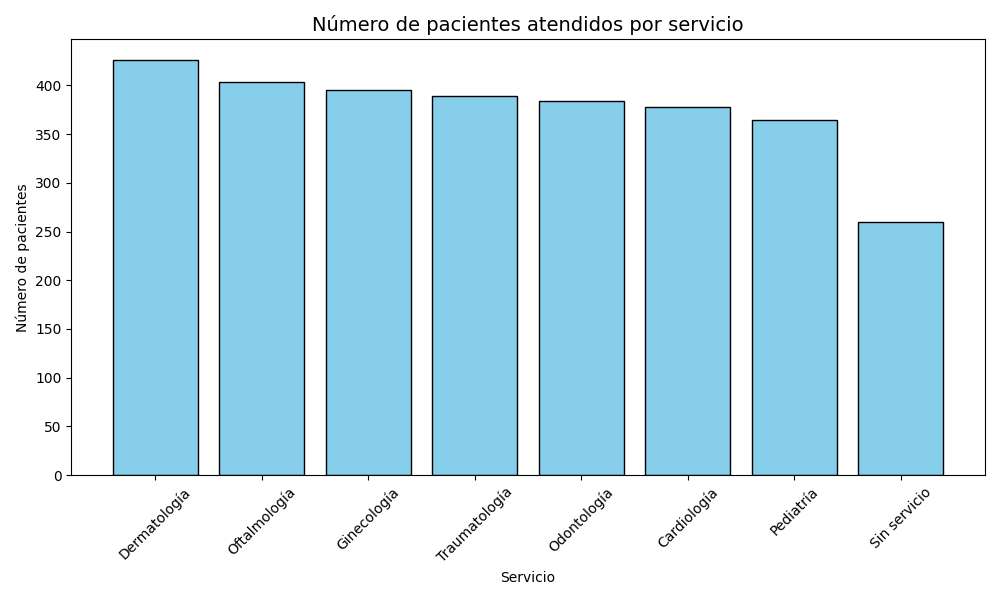 Número de pacientes atendidos por servicio
Número de pacientes
400
350
300
250
200
150
100
50
0
Dermatología
Oftalmología
Ginecología
Traumatología
Odontología
Cardiología
Pediatría
Sin servicio
Servicio